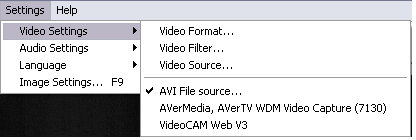 Settings Help
Video Settings
Audio Settings
Language
Image Settings... F9
Video Format...
Video Filter...
Video Source...
AVI File source...
AVerMedia, AVerTV WDM Video Capture (7130)
VideoCAM Web V3